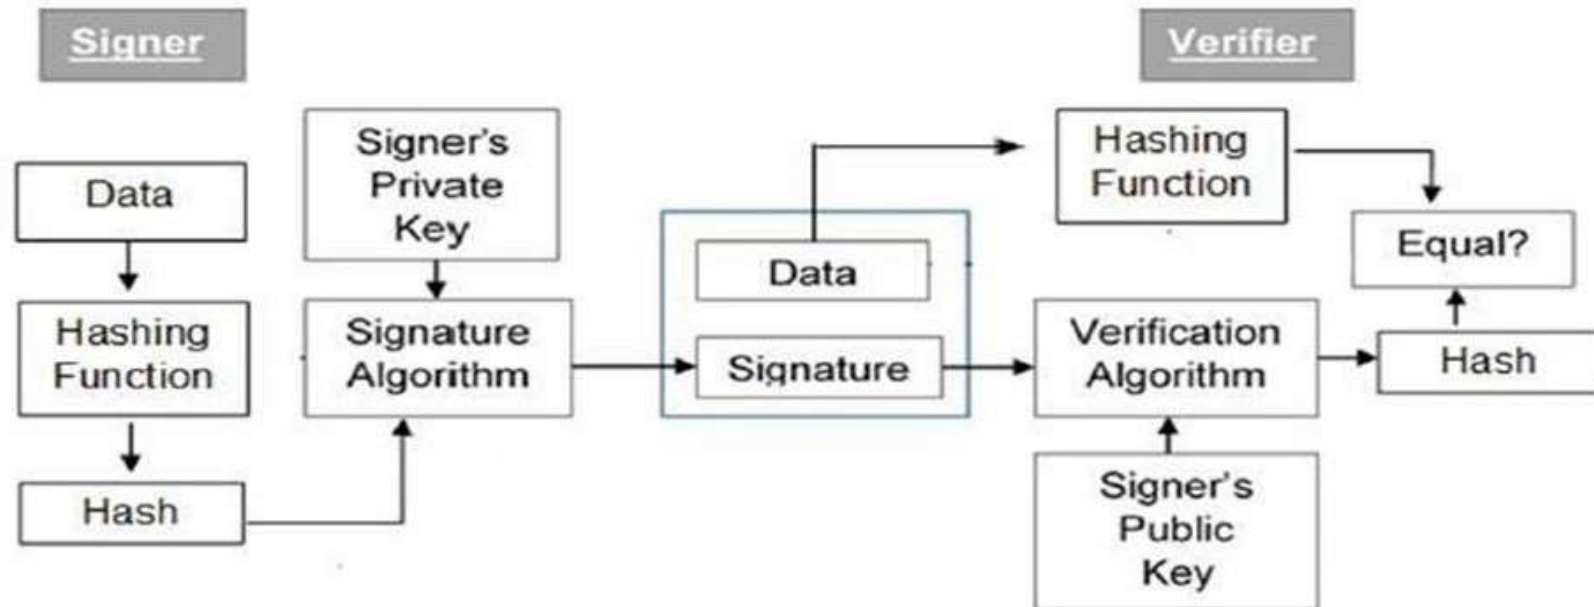 Signer
Verifier
Data
Hashing
Function
Hash
Signer's
Private
Key
Signature
Algorithm
Data
Signature
Hashing
Function
Verification
Algorithm
Signer's
Public
Key
Equal?
Hash